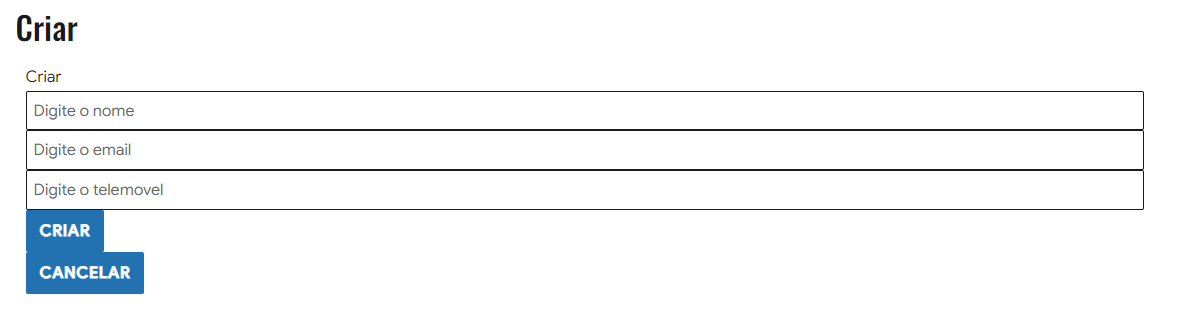 Criar
Criar
Digite o nome
Digite o email
Digite o telemovel
CRIAR
CANCELAR